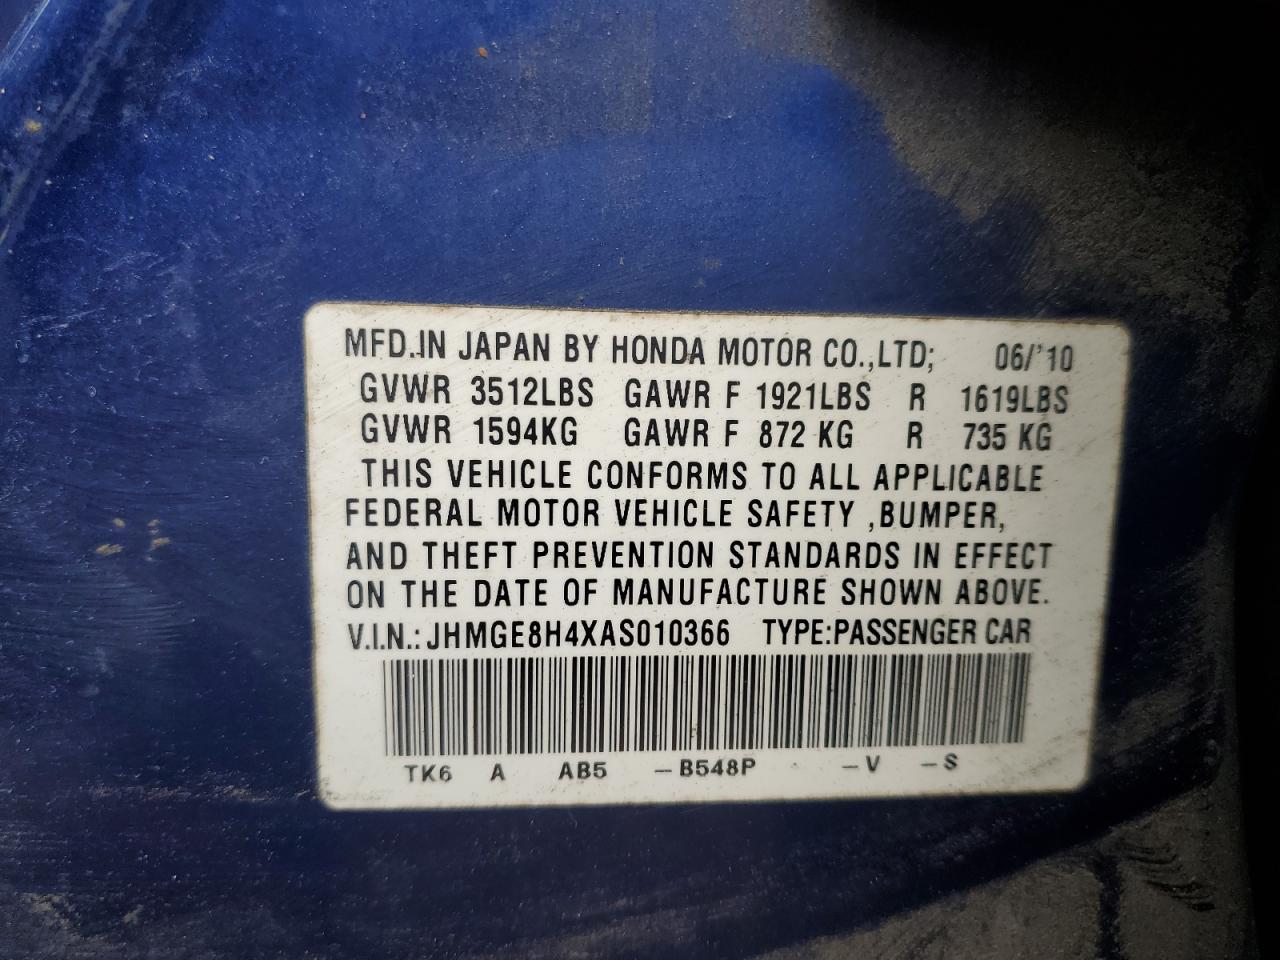 MFD.IN JAPAN BY HONDA MOTOR CO.,LTD; 06/'10
GVWR 3512LBS GAWR F 1921LBS R 1619LBS
GVWR 1594KG GAWR F 872 KG R 735 KG
THIS VEHICLE CONFORMS TO ALL APPLICABLE
FEDERAL MOTOR VEHICLE SAFETY ,BUMPER,
AND THEFT PREVENTION STANDARDS IN EFFECT
ON THE DATE OF MANUFACTURE SHOWN ABOVE.
V.I.N.: JHMGE8H4XAS010366 TYPE:PASSENGER CAR
TK6 A AB5 -B548P -V -S